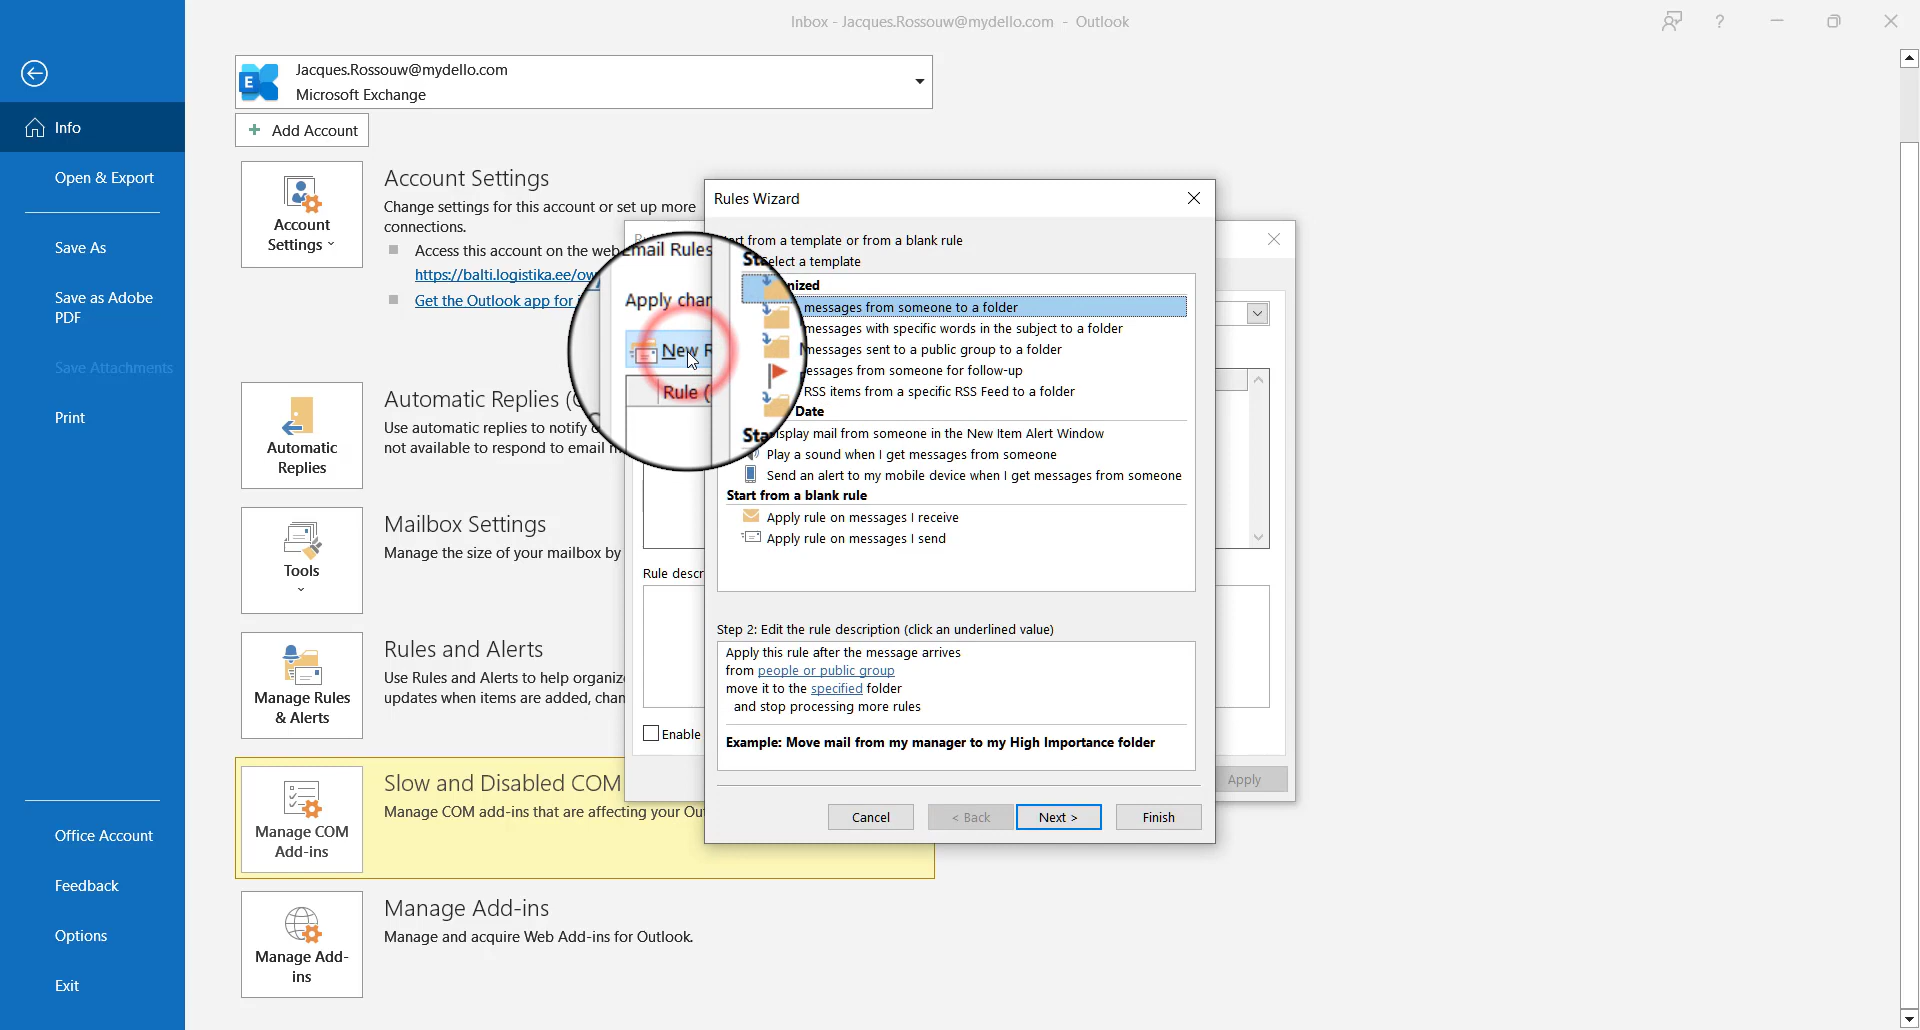 Inbox - Jacques.Rossouw@mydello.com - Outlook
?
Jacques.Rossouw@mydello.com
Microsoft Exchange
Add Account
Info
Open & Export
Save As
Save as Adobe
PDF
Save Attachments
Print
Office Account
Feedback
Options
Exit
Account
Settings
Account Settings
Change settings for this account or set up more
connections.
Access this account on the web
https://balti.logistika.ee/ow
Get the Outlook app for
Automatic
Replies
Automatic Replies (
Use automatic replies to notify
not available to respond to email
Tools
Mailbox Settings
Manage the size of your mailbox by
Manage Rules
& Alerts
Rules and Alerts
Use Rules and Alerts to help organiz
updates when items are added, chan
Manage COM
Add-ins
Slow and Disabled COM
Manage COM add-ins that are affecting your Ou
Manage Add-
ins
Manage Add-ins
Manage and acquire Web Add-ins for Outlook.
Email Rules
Apply chan
New R
Rule (
Rule descr
Enable
Apply
Rules Wizard
from a template or from a blank rule
elect a template
Sta
nized
messages from someone to a folder
messages with specific words in the subject to a folder
messages sent to a public group to a folder
essages from someone for follow-up
RSS items from a specific RSS Feed to a folder
Sta
Date
isplay mail from someone in the New Item Alert Window
Play a sound when I get messages from someone
Send an alert to my mobile device when I get messages from someone
Start from a blank rule
Apply rule on messages I receive
Apply rule on messages I send
Step 2: Edit the rule description (click an underlined value)
Apply this rule after the message arrives
from people or public group
move it to the specified folder
and stop processing more rules
Example: Move mail from my manager to my High Importance folder
Cancel
< Back
Next >
Finish